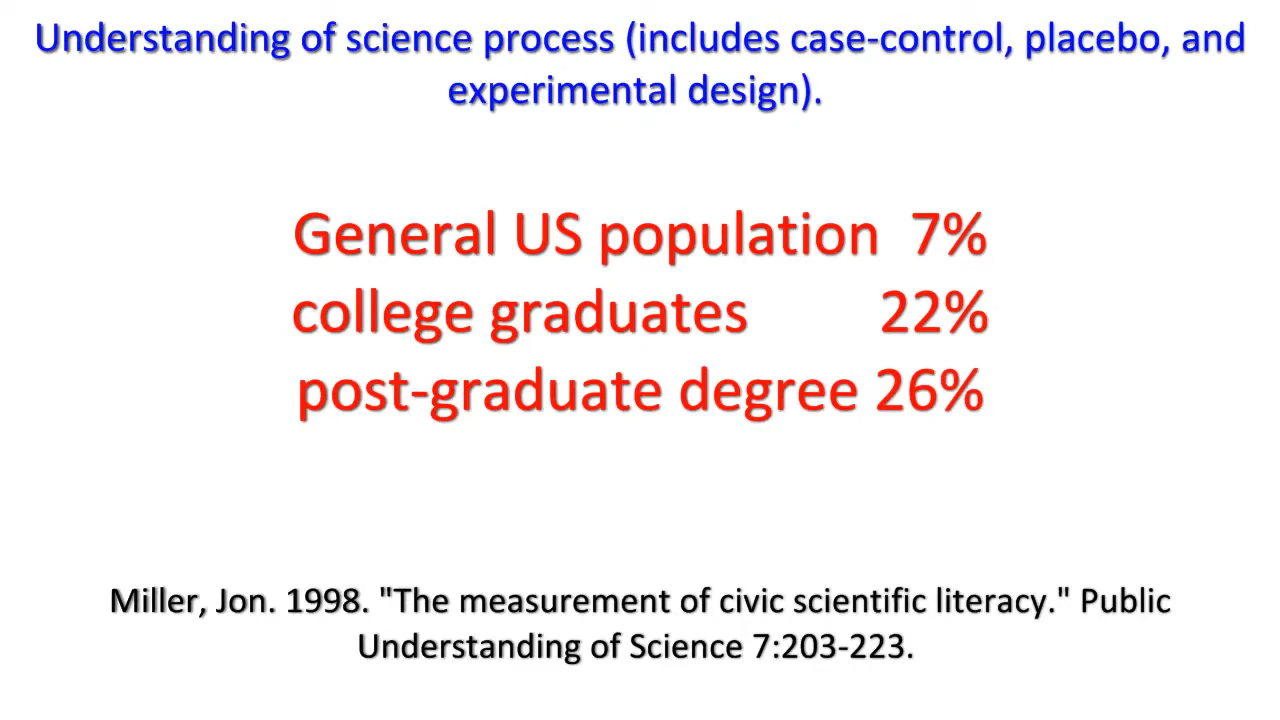 Understanding of science process (includes case-control, placebo, and
experimental design).
General US population 7%
college graduates 22%
post-graduate degree 26%
Miller, Jon. 1998. "The measurement of civic scientific literacy." Public
Understanding of Science 7:203-223.